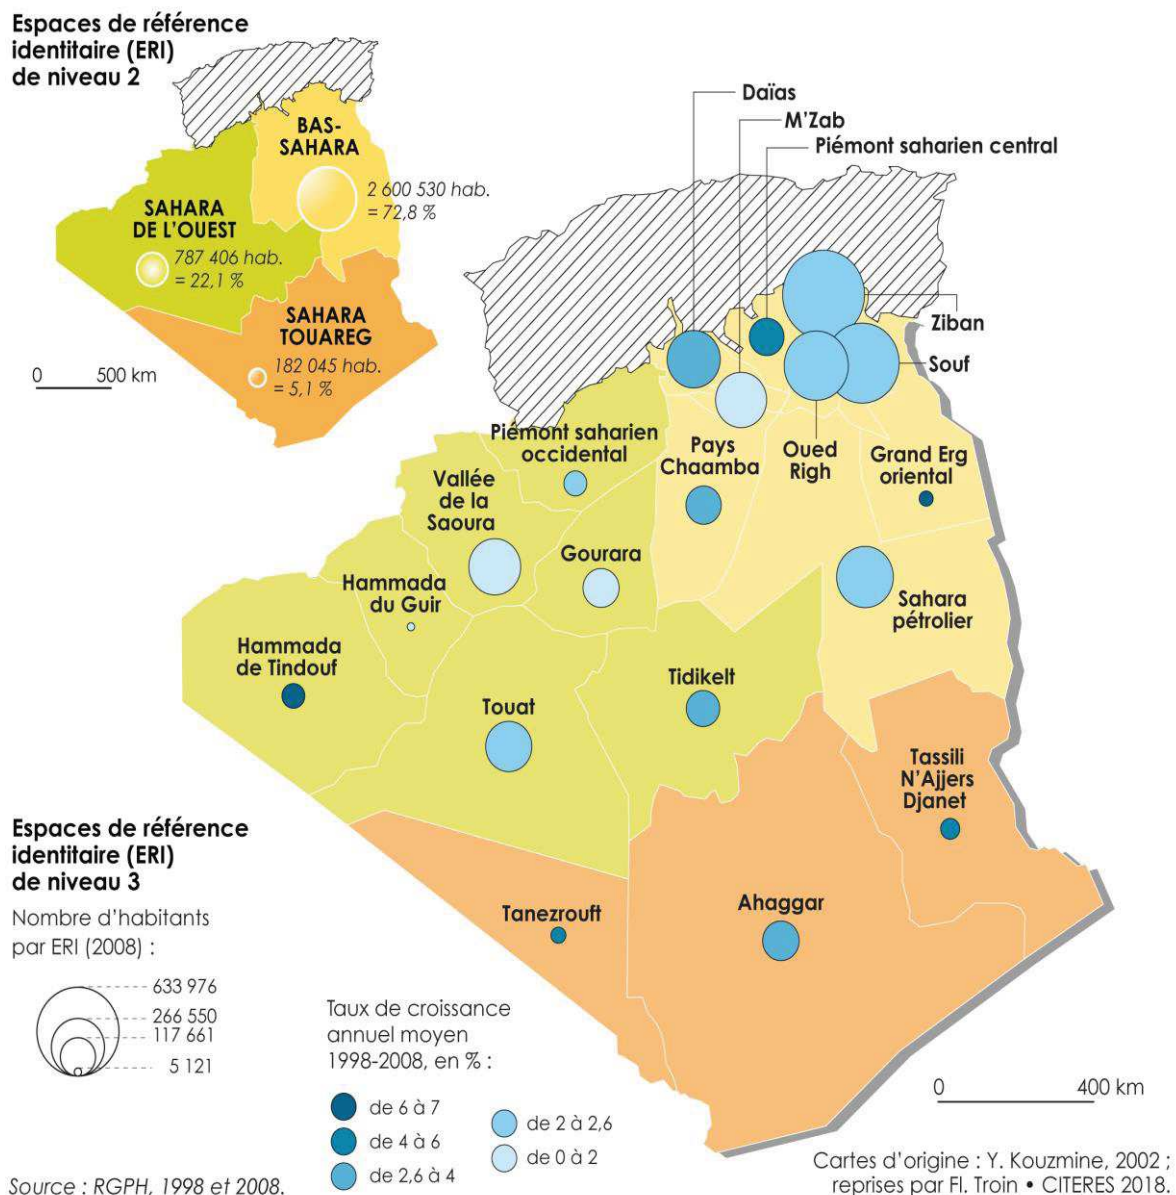 Espaces de référence
identitaire (ERI)
de niveau 2
BAS-
SAHARA
2 600 530 hab.
= 72,8 %
SAHARA
DE L'OUEST
787 406 hab.
= 22,1 %
SAHARA
TOUAREG
182 045 hab.
= 5,1 %
0 500 km
Daïas
M'Zab
Piémont saharien central
Ziban
Souf
Piémont saharien
occidental
Pays
Chaamba
Oued
Righ
Grand Erg
oriental
Vallée
de la
Saoura
Gourara
Hammada
du Guir
Sahara
pétrolier
Hammada
de Tindouf
Tidikelt
Touat
Tassili
N'Ajjers
Djanet
Tanezrouft
Ahaggar
Espaces de référence
identitaire (ERI)
de niveau 3
Nombre d'habitants
par ERI (2008) :
633 976
266 550
117 661
5 121
Taux de croissance
annuel moyen
1998-2008, en % :
de 6 à 7
de 4 à 6
de 2,6 à 4
de 2 à 2,6
de 0 à 2
0 400 km
Source : RGPH, 1998 et 2008.
Cartes d'origine : Y. Kouzmine, 2002 ;
reprises par Fl. Troin • CITERES 2018.